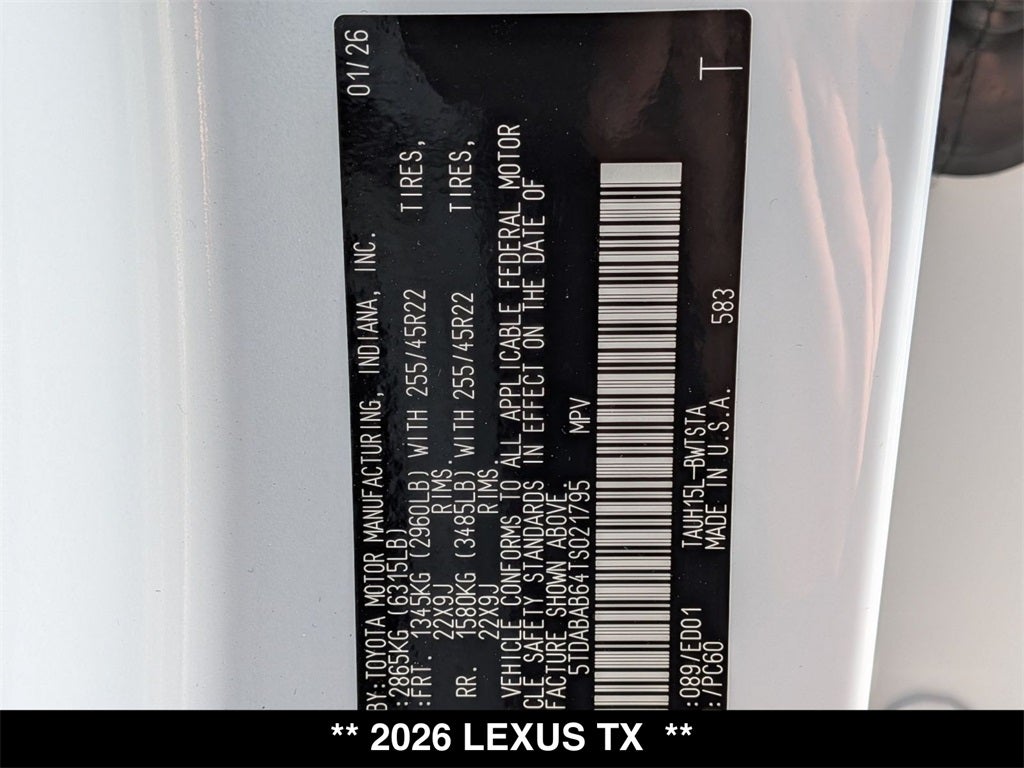 01/26
BY:TOYOTA MOTOR MANUFACTURING, INDIANA, INC.
:2865KG (6315LB)
:FRT. 1345KG (2960LB) WITH 255/45R22 TIRES,
22X9J RIMS.
RR. 1580KG (3485LB) WITH 255/45R22 TIRES,
22X9J RIMS.
VEHICLE CONFORMS TO ALL APPLICABLE FEDERAL MOTOR
CLE SAFETY STANDARDS IN EFFECT ON THE DATE OF
FACTURE SHOWN ABOVE.
5TDABAB64TS021795 MPV
:089/ED01 TAUH15L-BWTSTA
:/PC60 MADE IN U.S.A. 583 T
** 2026 LEXUS TX **